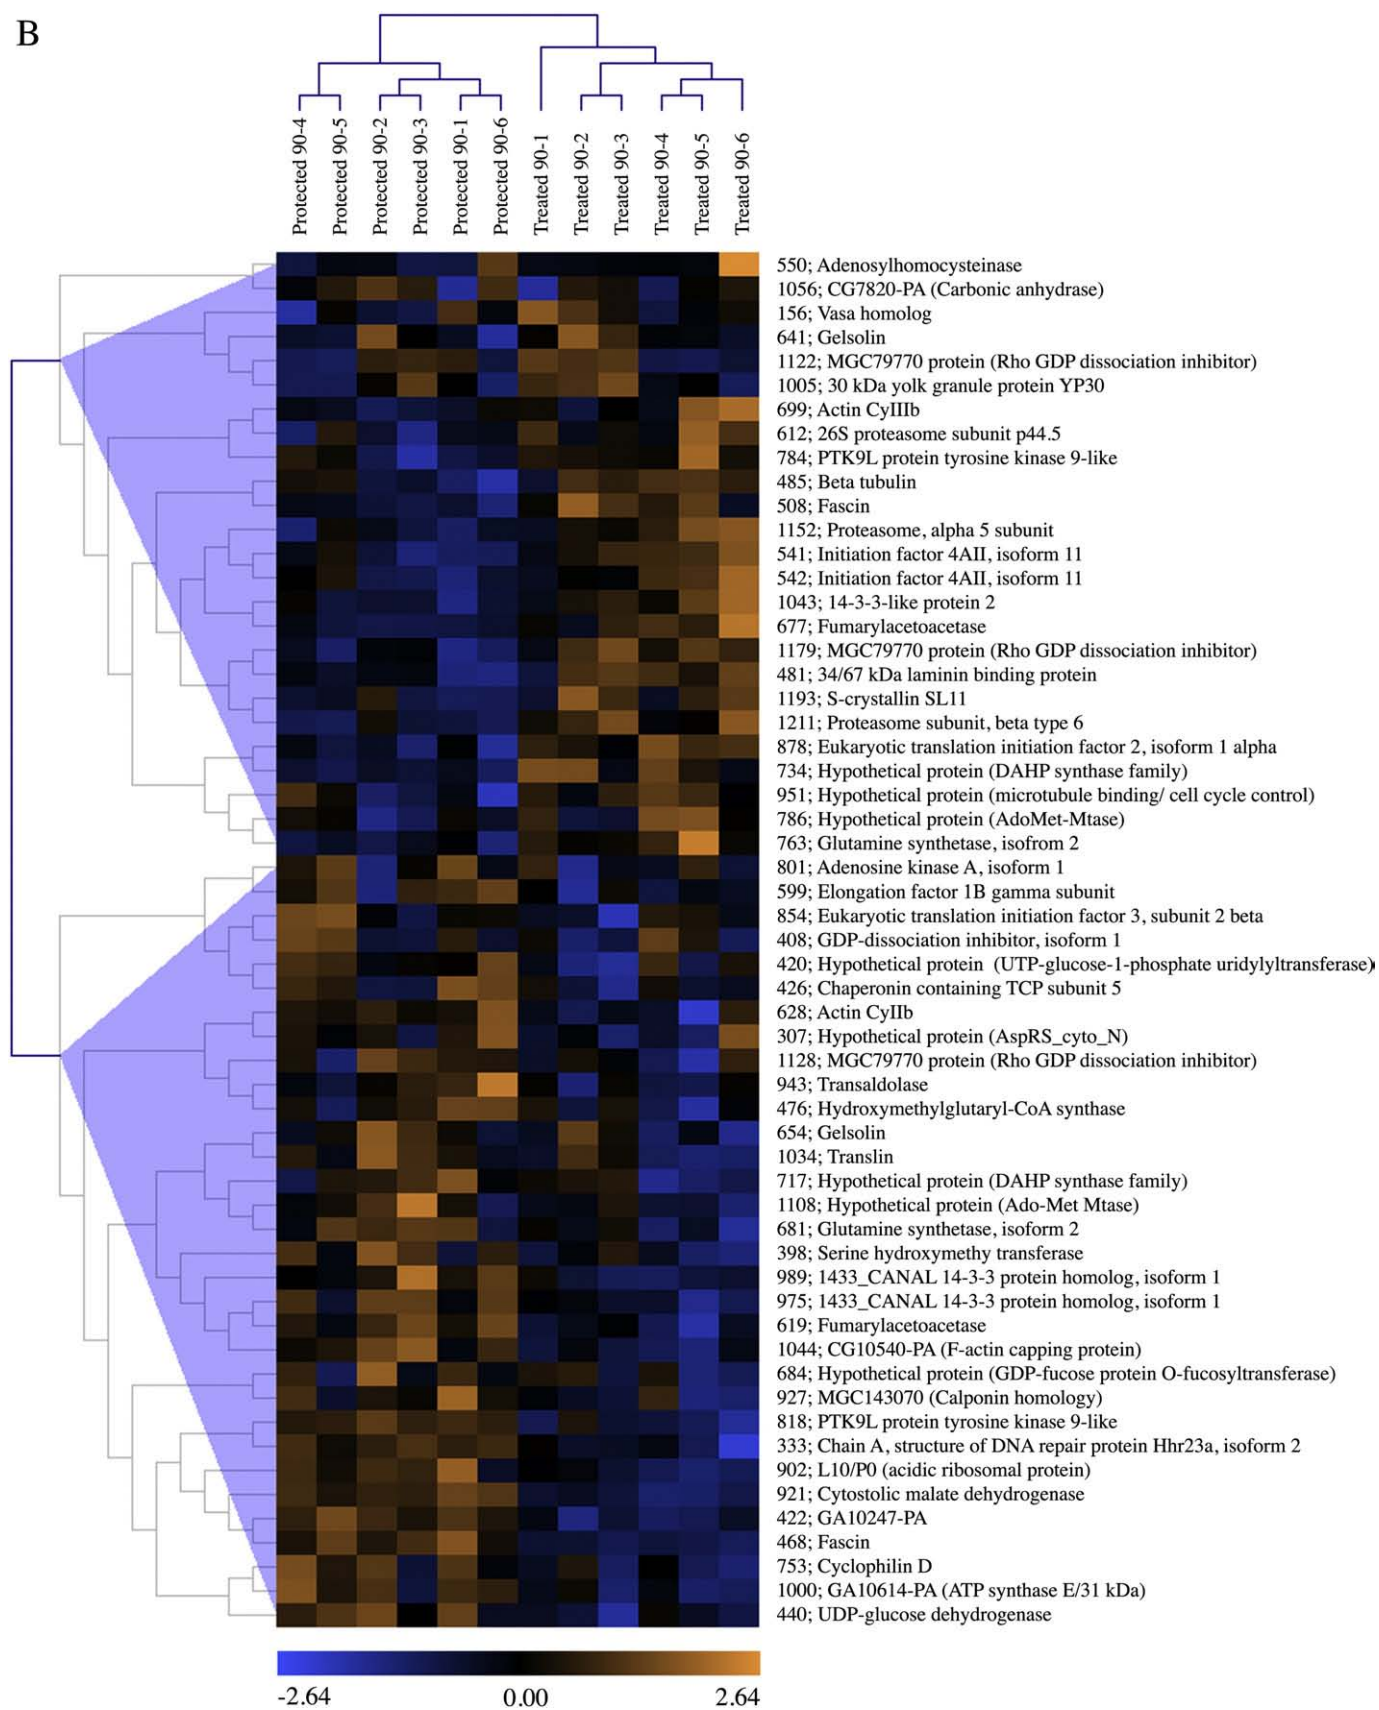 B
Protected 90-4
Protected 90-5
Protected 90-2
Protected 90-3
Protected 90-1
Protected 90-6
Treated 90-1
Treated 90-2
Treated 90-3
Treated 90-4
Treated 90-5
Treated 90-6
550; Adenosylhomocysteinase
1056; CG7820-PA (Carbonic anhydrase)
156; Vasa homolog
641; Gelsolin
1122; MGC79770 protein (Rho GDP dissociation inhibitor)
1005; 30 kDa yolk granule protein YP30
699; Actin CyIIIb
612; 26S proteasome subunit p44.5
784; PTK9L protein tyrosine kinase 9-like
485; Beta tubulin
508; Fascin
1152; Proteasome, alpha 5 subunit
541; Initiation factor 4AII, isoform 11
542; Initiation factor 4AII, isoform 11
1043; 14-3-3-like protein 2
677; Fumarylacetoacetase
1179; MGC79770 protein (Rho GDP dissociation inhibitor)
481; 34/67 kDa laminin binding protein
1193; S-crystallin SL11
1211; Proteasome subunit, beta type 6
878; Eukaryotic translation initiation factor 2, isoform 1 alpha
734; Hypothetical protein (DAHP synthase family)
951; Hypothetical protein (microtubule binding/ cell cycle control)
786; Hypothetical protein (AdoMet-Mtase)
763; Glutamine synthetase, isofrom 2
801; Adenosine kinase A, isoform 1
599; Elongation factor 1B gamma subunit
854; Eukaryotic translation initiation factor 3, subunit 2 beta
408; GDP-dissociation inhibitor, isoform 1
420; Hypothetical protein (UTP-glucose-1-phosphate uridylyltransferase)
426; Chaperonin containing TCP subunit 5
628; Actin CyIIb
307; Hypothetical protein (AspRS_cyto_N)
1128; MGC79770 protein (Rho GDP dissociation inhibitor)
943; Transaldolase
476; Hydroxymethylglutaryl-CoA synthase
654; Gelsolin
1034; Translin
717; Hypothetical protein (DAHP synthase family)
1108; Hypothetical protein (Ado-Met Mtase)
681; Glutamine synthetase, isoform 2
398; Serine hydroxymethy transferase
989; 1433_CANAL 14-3-3 protein homolog, isoform 1
975; 1433_CANAL 14-3-3 protein homolog, isoform 1
619; Fumarylacetoacetase
1044; CG10540-PA (F-actin capping protein)
684; Hypothetical protein (GDP-fucose protein O-fucosyltransferase)
927; MGC143070 (Calponin homology)
818; PTK9L protein tyrosine kinase 9-like
333; Chain A, structure of DNA repair protein Hhr23a, isoform 2
902; L10/P0 (acidic ribosomal protein)
921; Cytostolic malate dehydrogenase
422; GA10247-PA
468; Fascin
753; Cyclophilin D
1000; GA10614-PA (ATP synthase E/31 kDa)
440; UDP-glucose dehydrogenase
-2.64 0.00 2.64